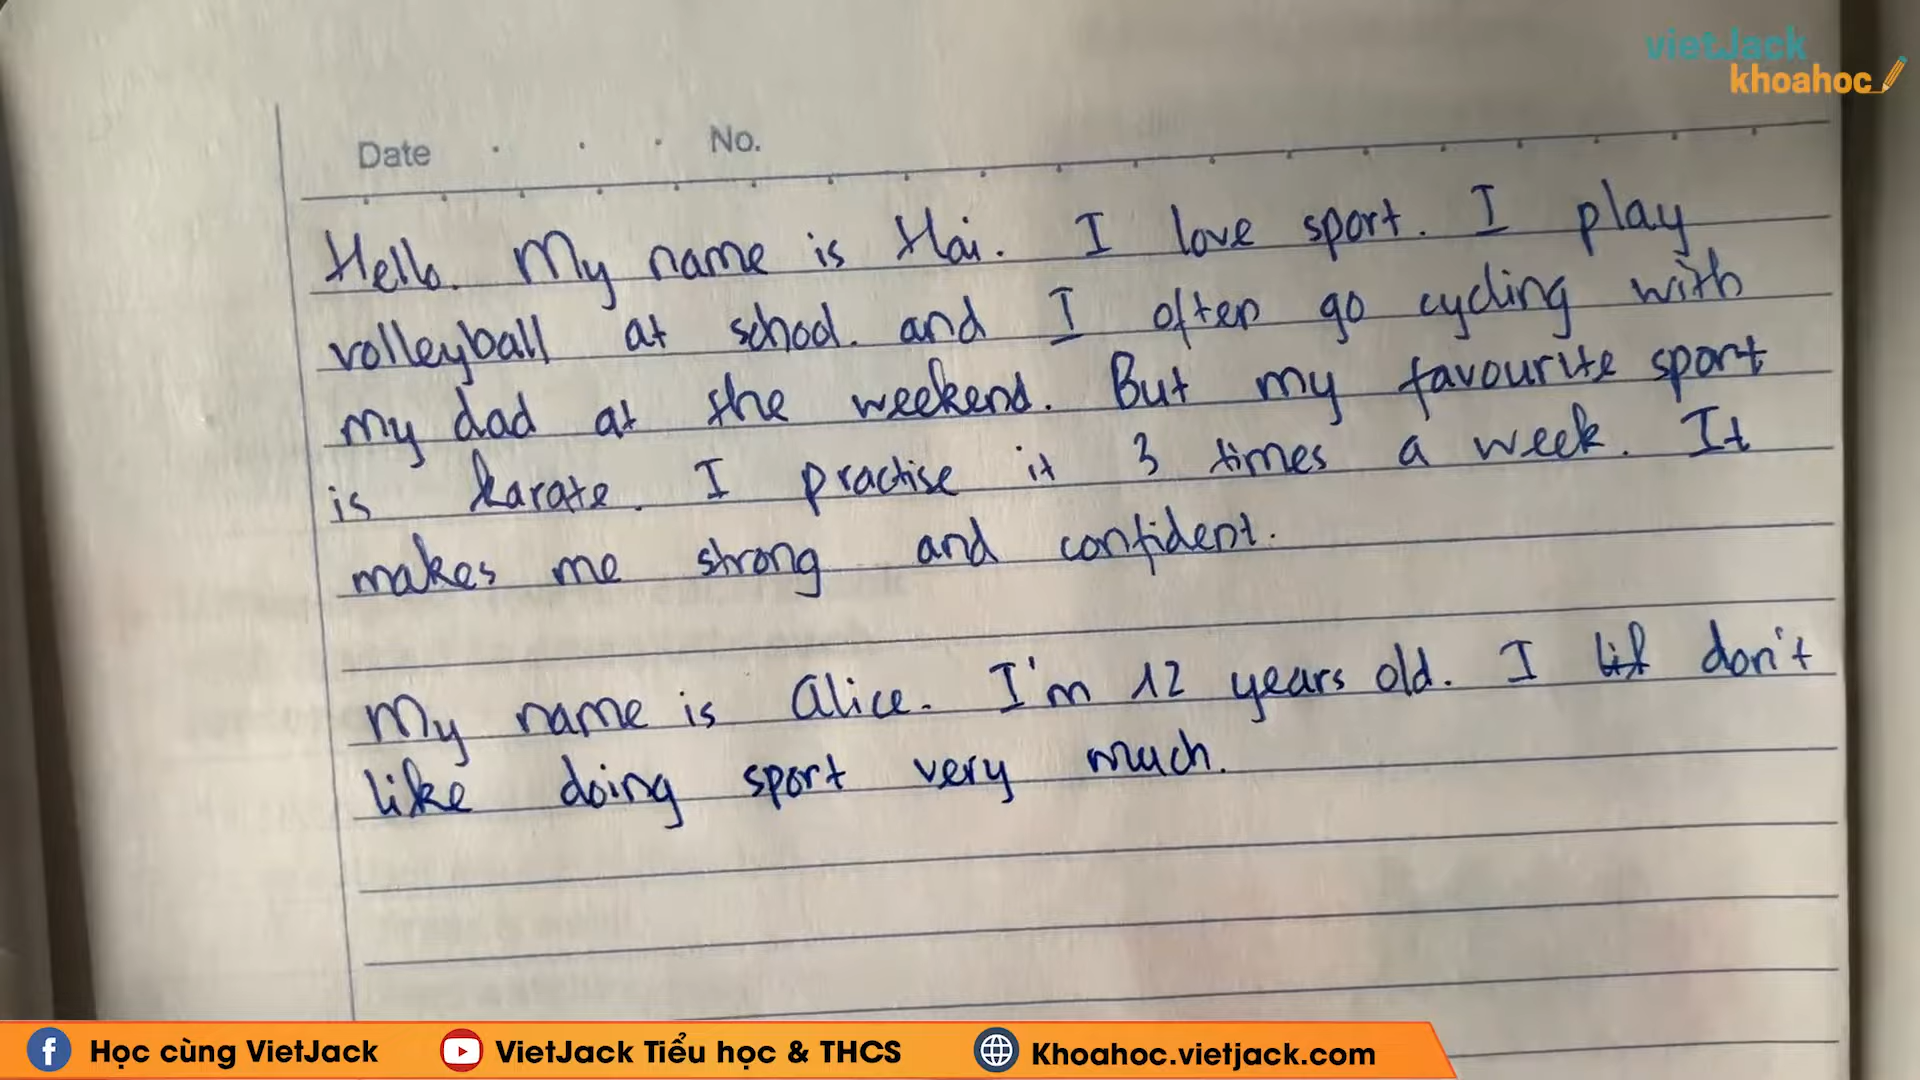 vietJack
khoahoc
Date . . . No.
Hello. My name is Hai. I love sport. I play
volleyball at school. and I often go cycling with
my dad at the weekend. But my favourite sport
is karate. I practise it 3 times a week. It
makes me strong and confident.
My name is Alice. I'm 12 years old. I don't
like doing sport very much.
Học cùng VietJack VietJack Tiểu học & THCS Khoahoc.vietjack.com